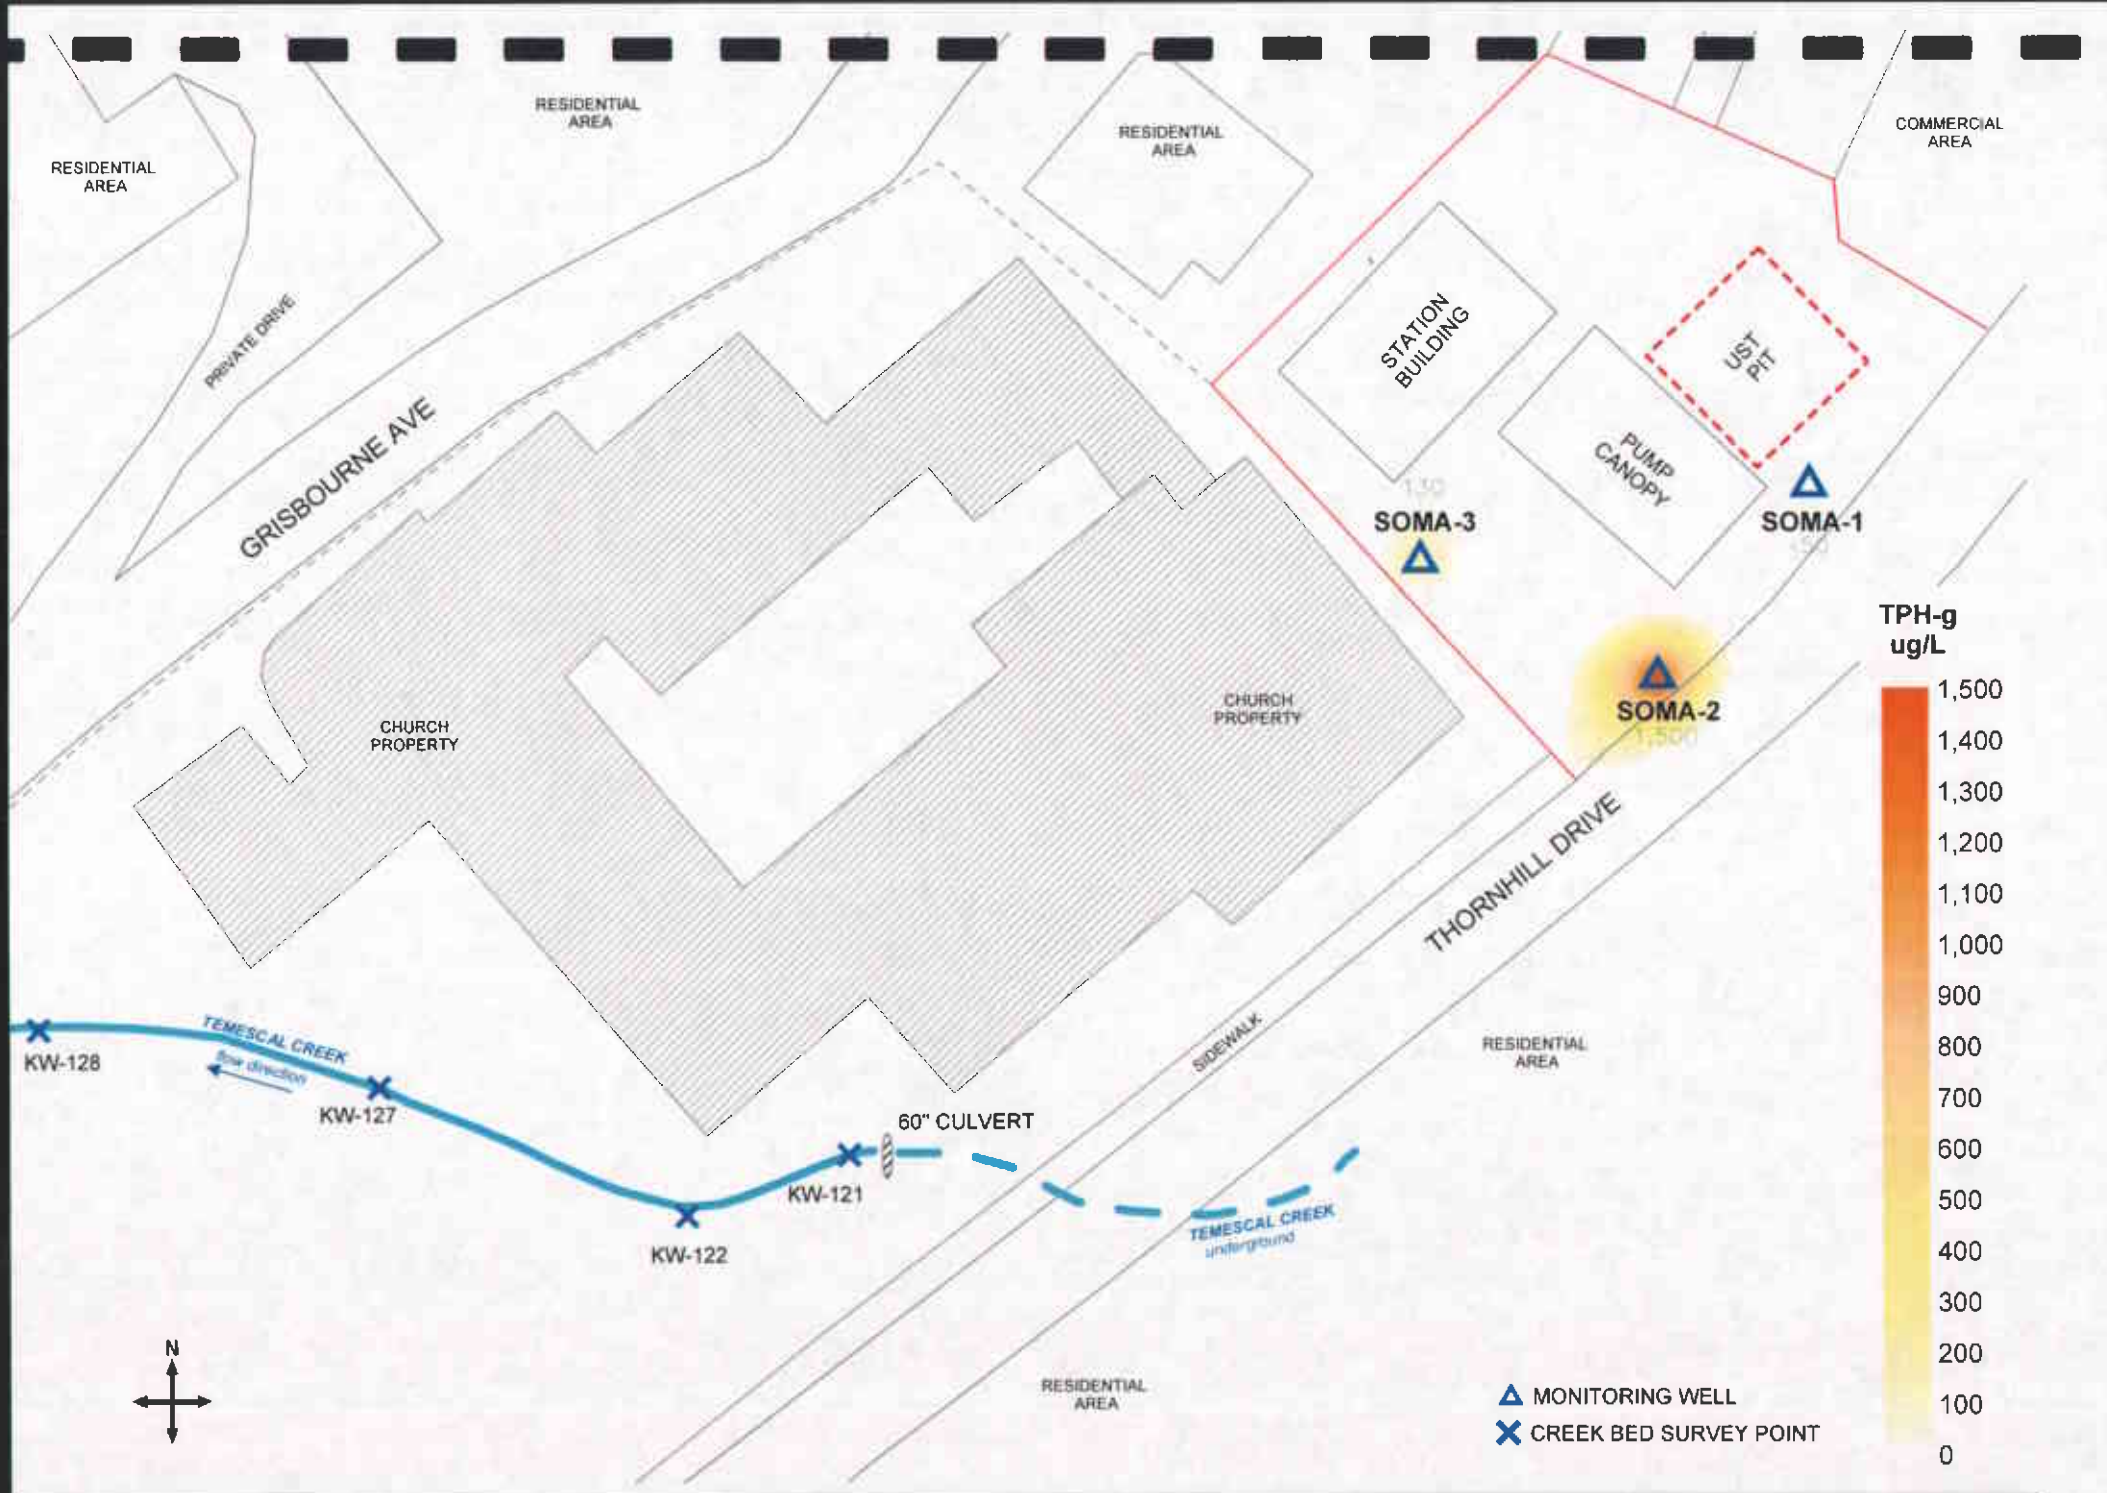 RESIDENTIAL
AREA
RESIDENTIAL
AREA
RESIDENTIAL
AREA
COMMERCIAL
AREA
PRIVATE DRIVE
GRISBOURNE AVE
STATION
BUILDING
UST
PIT
PUMP
CANOPY
130
SOMA-3
SOMA-1
SOMA-2
1,500
CHURCH
PROPERTY
CHURCH
PROPERTY
THORNHILL DRIVE
SIDEWALK
RESIDENTIAL
AREA
RESIDENTIAL
AREA
TEMESCAL CREEK
flow direction
KW-128
KW-127
KW-122
KW-121
60" CULVERT
TEMESCAL CREEK
underground
N
TPH-g
ug/L
1,500
1,400
1,300
1,200
1,100
1,000
900
800
700
600
500
400
300
200
100
0
MONITORING WELL
CREEK BED SURVEY POINT